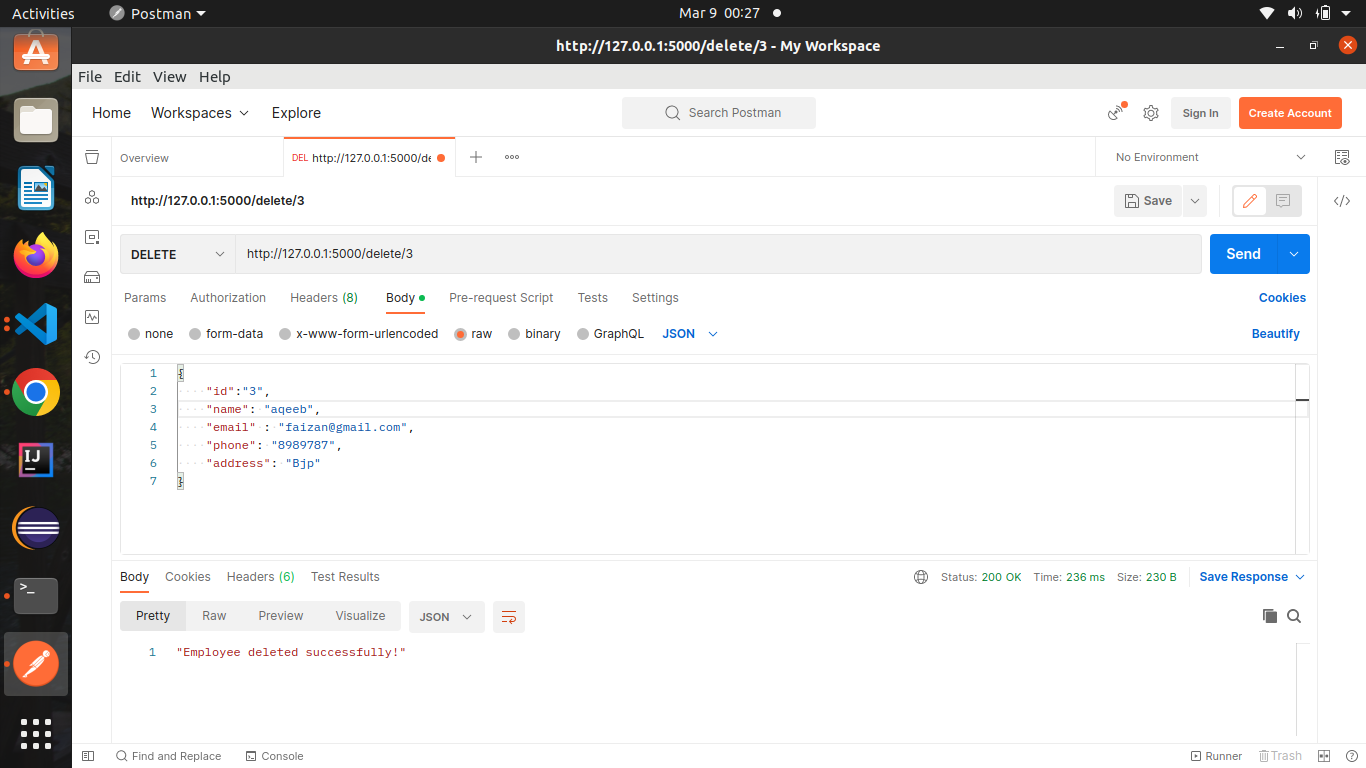 Activities
Postman
Mar 9 00:27
http://127.0.0.1:5000/delete/3 - My Workspace
File Edit View Help
Home Workspaces Explore
Search Postman
Sign In
Create Account
Overview
DEL http://127.0.0.1:5000/de
No Environment
http://127.0.0.1:5000/delete/3
Save
DELETE
http://127.0.0.1:5000/delete/3
Send
Params Authorization Headers (8) Body Pre-request Script Tests Settings
Cookies
none form-data x-www-form-urlencoded raw binary GraphQL JSON
Beautify
1 {
2 "id":"3",
3 "name": "aqeeb",
4 "email" : "faizan@gmail.com",
5 "phone": "8989787",
6 "address": "Bjp"
7 }
Body Cookies Headers (6) Test Results
Status: 200 OK Time: 236 ms Size: 230 B
Save Response
Pretty Raw Preview Visualize
JSON
1 "Employee deleted successfully!"
Find and Replace Console
Runner Trash